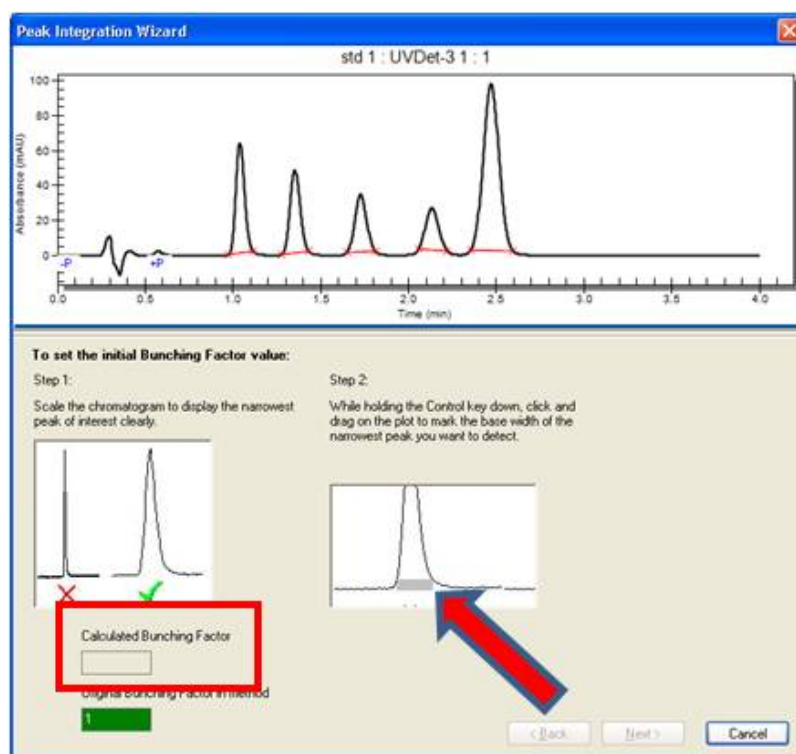 Peak Integration Wizard
std 1 : UVDet-3 1 : 1
Absorbance (mAU)
100
80
60
40
20
0
-P
+P
0.0 0.5 1.0 1.5 2.0 2.5 3.0 3.5 4.0
Time (min)
To set the initial Bunching Factor value:
Step 1:
Scale the chromatogram to display the narrowest
peak of interest clearly.
Step 2:
While holding the Control key down, click and
drag on the plot to mark the base width of the
narrowest peak you want to detect.
Calculated Bunching Factor
Original Bunching Factor in method
1
< Back
Next >
Cancel